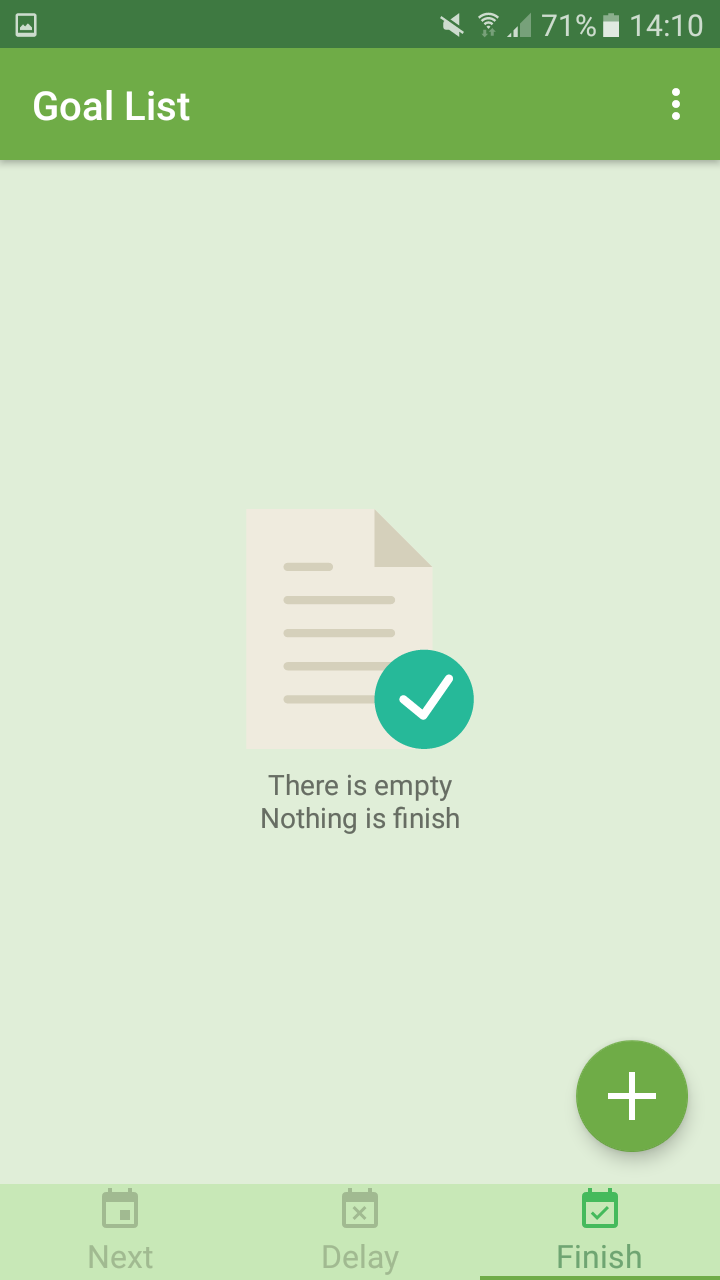 71% 14:10
Goal List
There is empty
Nothing is finish
Next Delay Finish